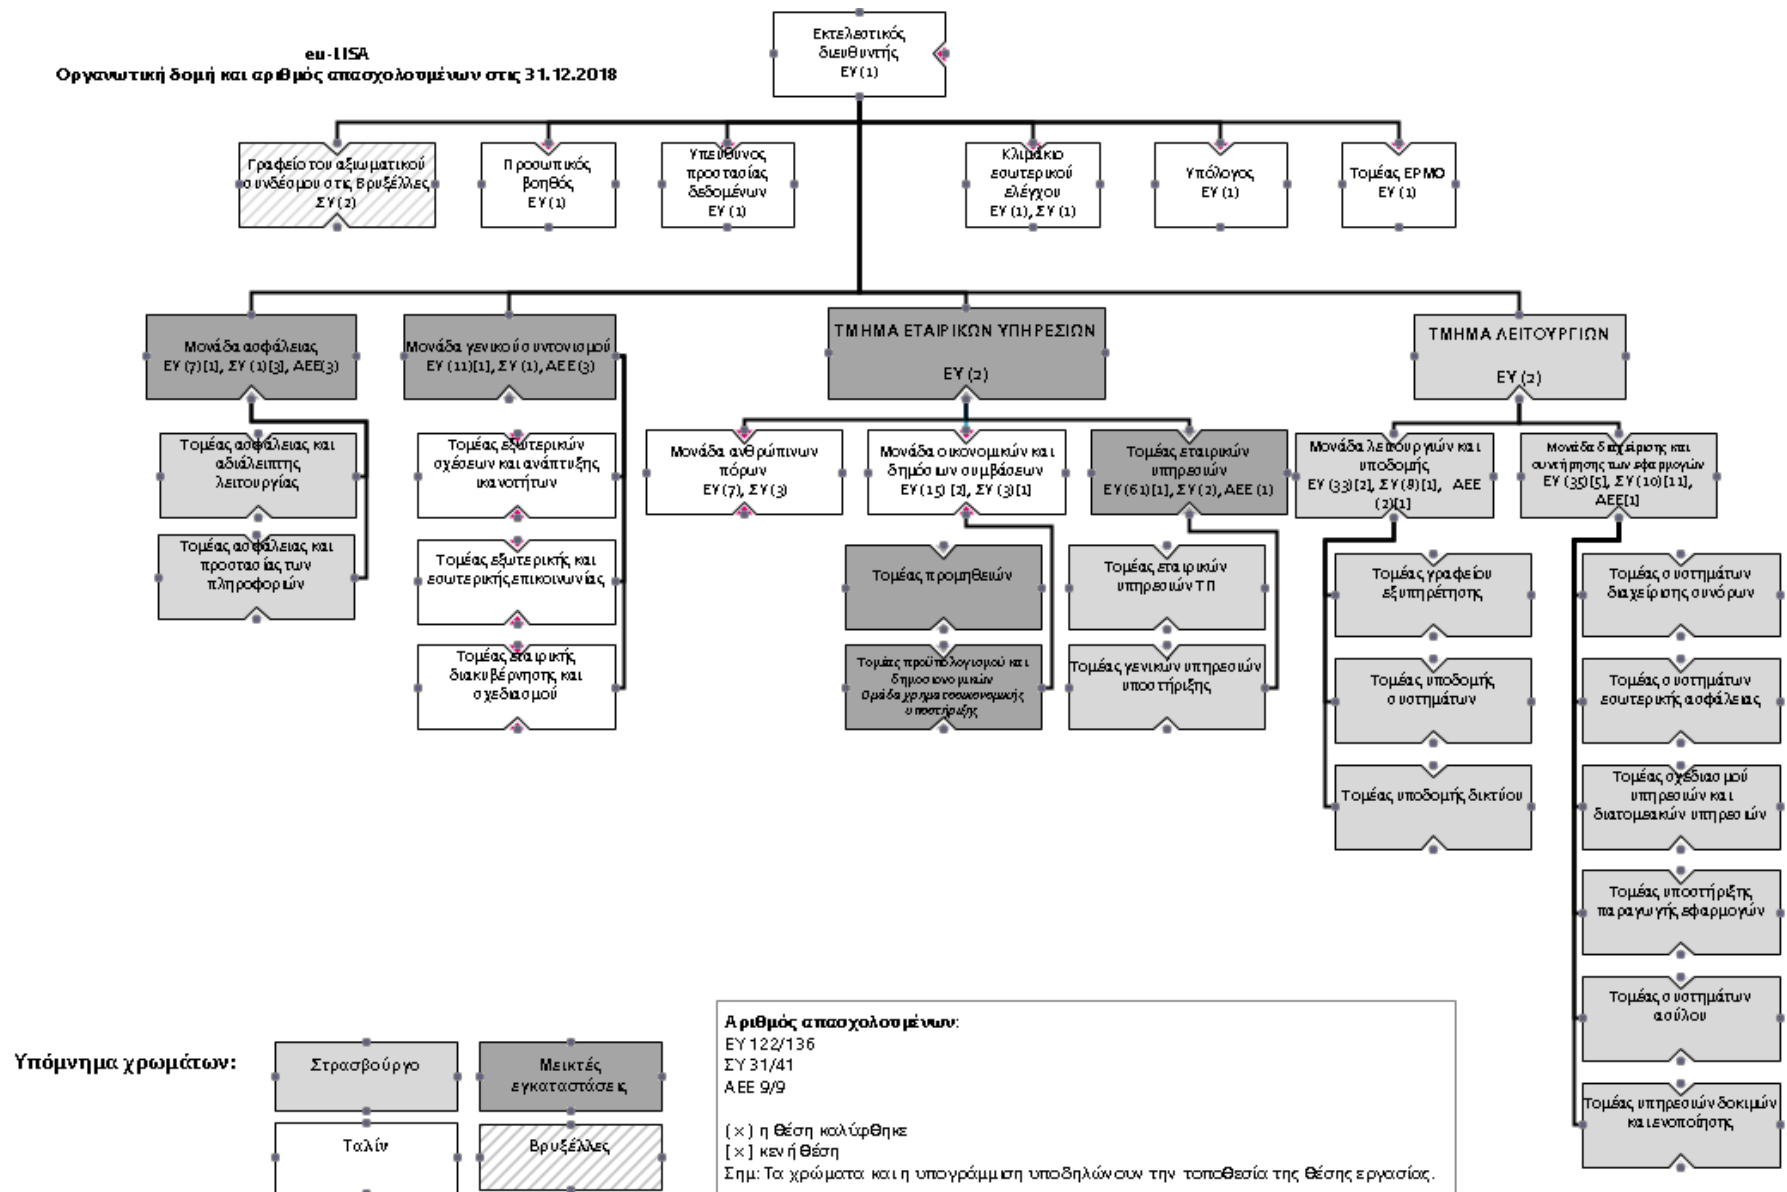 Εκτελεστικός
διευθυντής
ΕΥ (1)
eu-LISA
Οργανωτική δομή και αριθμός απασχολουμένων στις 31.12.2018
Γραφείο του αξιωματικού
συνδέσμου στις Βρυξέλλες
ΣΥ (2)
Προσωπικός
βοηθός
ΕΥ (1)
Υπεύθυνος
προστασίας
δεδομένων
ΕΥ (1)
Κλιμάκιο
εσωτερικού
ελέγχου
ΕΥ (1), ΣΥ (1)
Υπόλογος
ΕΥ (1)
Τομέας EPMO
ΕΥ (1)
Μονάδα ασφάλειας
ΕΥ (7)[1], ΣΥ (1)[3], ΑΕΕ(3)
Μονάδα γενικού συντονισμού
ΕΥ (11)[1], ΣΥ (1), ΑΕΕ (3)
ΤΜΗΜΑ ΕΤΑΙΡΙΚΩΝ ΥΠΗΡΕΣΙΩΝ
ΕΥ (2)
ΤΜΗΜΑ ΛΕΙΤΟΥΡΓΙΩΝ
ΕΥ (2)
Τομέας ασφάλειας και
αδιάλειπτης
λειτουργίας
Τομέας ασφάλειας και
προστασίας των
πληροφοριών
Τομέας εξωτερικών
σχέσεων και ανάπτυξης
ικανοτήτων
Τομέας εξωτερικής και
εσωτερικής επικοινωνίας
Τομέας εταιρικής
διακυβέρνησης και
σχεδιασμού
Μονάδα ανθρώπινων
πόρων
ΕΥ (7), ΣΥ (3)
Μονάδα οικονομικών και
δημόσιων συμβάσεων
ΕΥ (15) [2], ΣΥ (3)[1]
Τομέας εταιρικών
υπηρεσιών
ΕΥ (61)[1], ΣΥ (2), ΑΕΕ (1)
Τομέας προμηθειών
Τομέας προϋπολογισμού και
δημοσιονομικών
Ομάδα χρηματοοικονομικής
υποστήριξης
Τομέας εταιρικών
υπηρεσιών ΤΠ
Τομέας γενικών υπηρεσιών
υποστήριξης
Μονάδα λειτουργιών και
υποδομής
ΕΥ (33)[2], ΣΥ (8)[1], ΑΕΕ
(2)[1]
Μονάδα διαχείρισης και
συντήρησης των εφαρμογών
ΕΥ (35)[5], ΣΥ (10)[11],
ΑΕΕ[1]
Τομέας γραφείου
εξυπηρέτησης
Τομέας υποδομής
συστημάτων
Τομέας υποδομής δικτύου
Τομέας συστημάτων
διαχείρισης συνόρων
Τομέας συστημάτων
εσωτερικής ασφάλειας
Τομέας σχεδιασμού
υπηρεσιών και
διατομεακών υπηρεσιών
Τομέας υποστήριξης
παραγωγής εφαρμογών
Τομέας συστημάτων
ασύλου
Τομέας υπηρεσιών δοκιμών
και ενοποίησης
Υπόμνημα χρωμάτων:
Στρασβούργο
Μεικτές
εγκαταστάσεις
Ταλίν
Βρυξέλλες
Αριθμός απασχολουμένων:
ΕΥ 122/136
ΣΥ 31/41
ΑΕΕ 9/9
( x ) η θέση καλύφθηκε
[ x ] κενή θέση
Σημ: Τα χρώματα και η υπογράμμιση υποδηλώνουν την τοποθεσία της θέσης εργασίας.